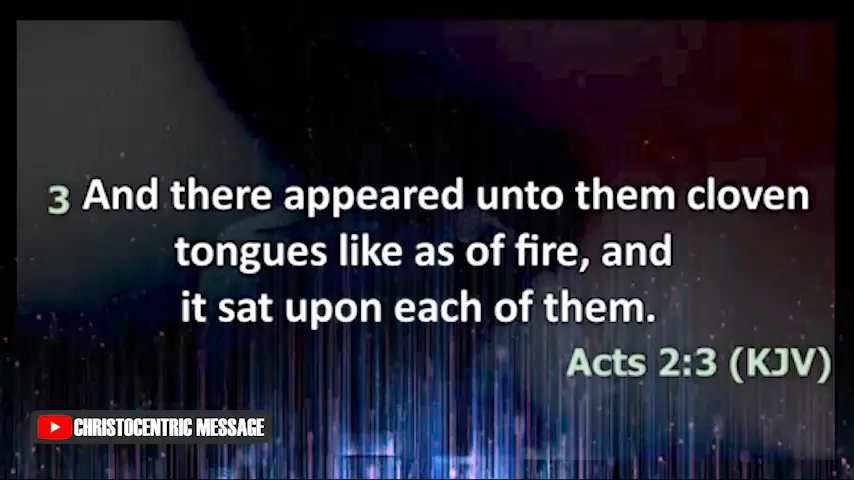 3 And there appeared unto them cloven
tongues like as of fire, and
it sat upon each of them.
Acts 2:3 (KJV)
CHRISTOCENTRIC MESSAGE